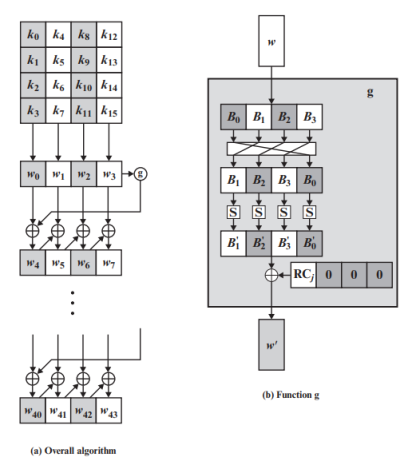 k0 k4 k8 k12
k1 k5 k9 k13
k2 k6 k10 k14
k3 k7 k11 k15
w0 w1 w2 w3 g
w4 w5 w6 w7
w40 w41 w42 w43
(a) Overall algorithm
w
g
B0 B1 B2 B3
B1 B2 B3 B0
S S S S
B'1 B'2 B'3 B'0
RCj 0 0 0
w'
(b) Function g